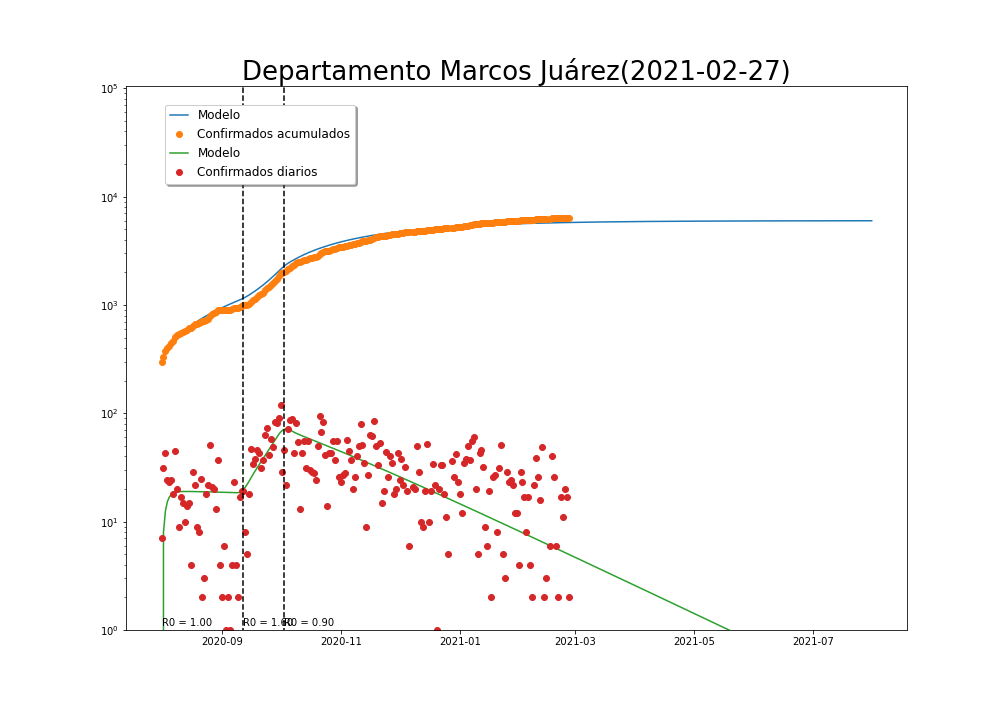 Departamento Marcos Juárez(2021-02-27)
10⁵
Modelo
Confirmados acumulados
Modelo
Confirmados diarios
10⁴
10³
10²
10¹
10⁰
R0 = 1.00
R0 = 1.60
R0 = 0.90
2020-09
2020-11
2021-01
2021-03
2021-05
2021-07